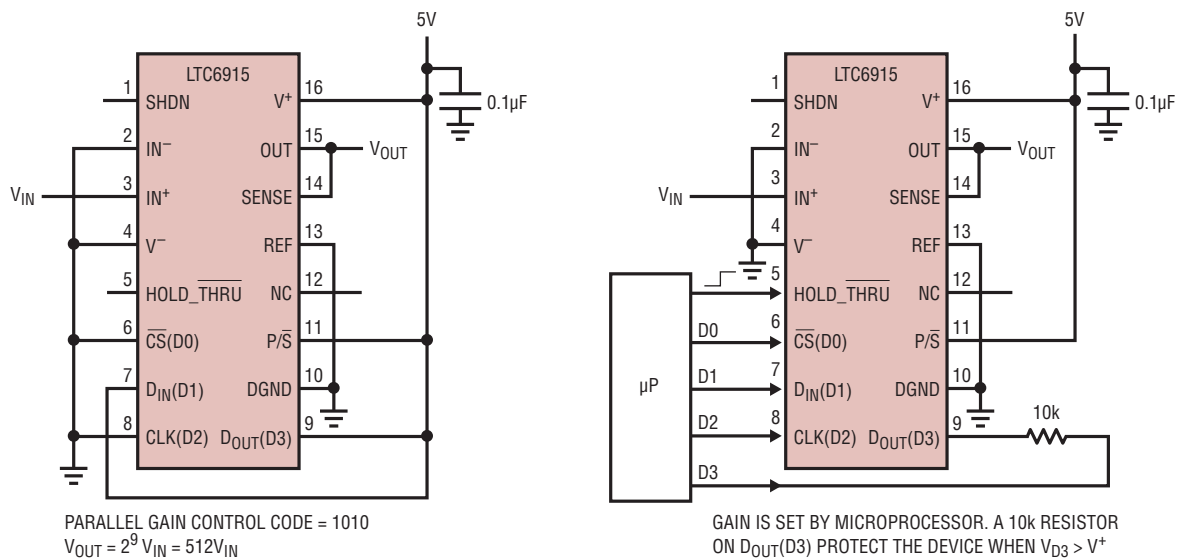 5V
LTC6915
1
SHDN
16
V+
0.1µF
2
IN−
15
OUT
VOUT
VIN
3
IN+
14
SENSE
4
V−
13
REF
5
HOLD_THRU
12
NC
6
CS(D0)
11
P/S
7
DIN(D1)
10
DGND
8
CLK(D2)
9
DOUT(D3)
PARALLEL GAIN CONTROL CODE = 1010
VOUT = 2⁹ VIN = 512VIN
5V
LTC6915
1
SHDN
16
V+
0.1µF
2
IN−
15
OUT
VOUT
VIN
3
IN+
14
SENSE
4
V−
13
REF
5
HOLD_THRU
12
NC
µP
D0
6
CS(D0)
11
P/S
D1
7
DIN(D1)
10
DGND
D2
8
CLK(D2)
9
DOUT(D3)
10k
D3
GAIN IS SET BY MICROPROCESSOR. A 10k RESISTOR
ON DOUT(D3) PROTECT THE DEVICE WHEN VD3 > V+